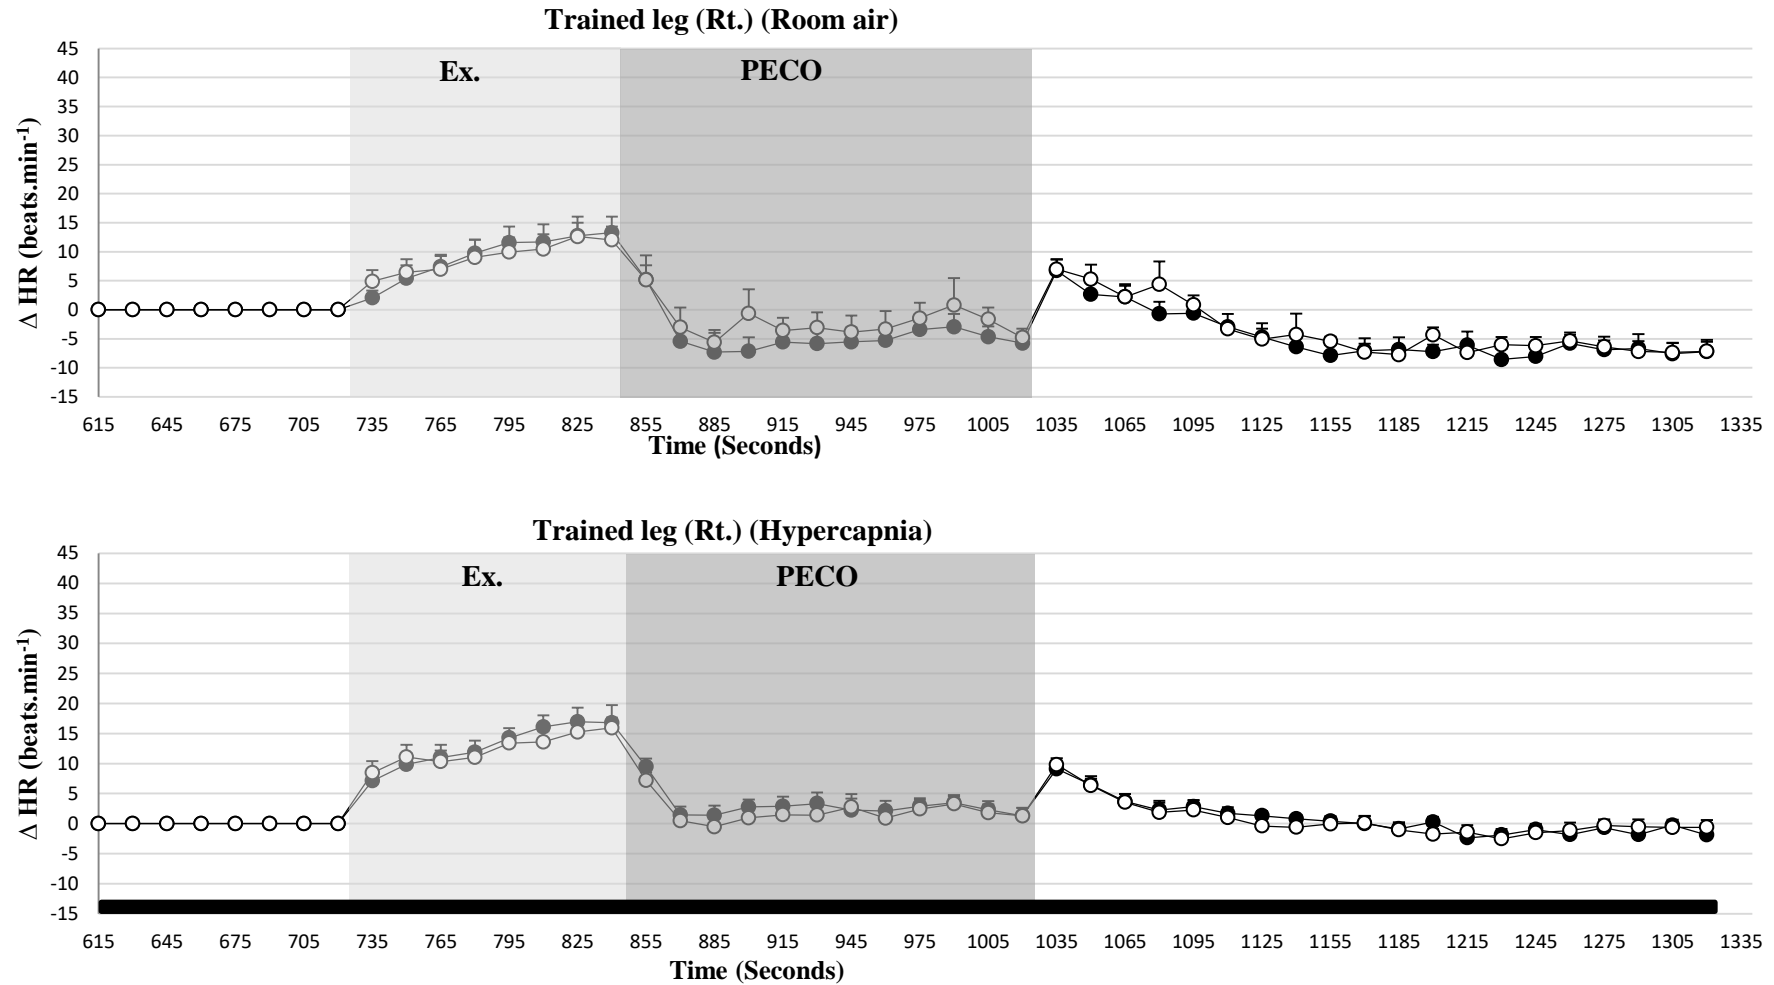 Trained leg (Rt.) (Room air)
Ex.
PECO
Δ HR (beats.min-1)
45
40
35
30
25
20
15
10
5
0
-5
-10
-15
615 645 675 705 735 765 795 825 855 885 915 945 975 1005 1035 1065 1095 1125 1155 1185 1215 1245 1275 1305 1335
Time (Seconds)
Trained leg (Rt.) (Hypercapnia)
Ex.
PECO
Δ HR (beats.min-1)
45
40
35
30
25
20
15
10
5
0
-5
-10
-15
615 645 675 705 735 765 795 825 855 885 915 945 975 1005 1035 1065 1095 1125 1155 1185 1215 1245 1275 1305 1335
Time (Seconds)